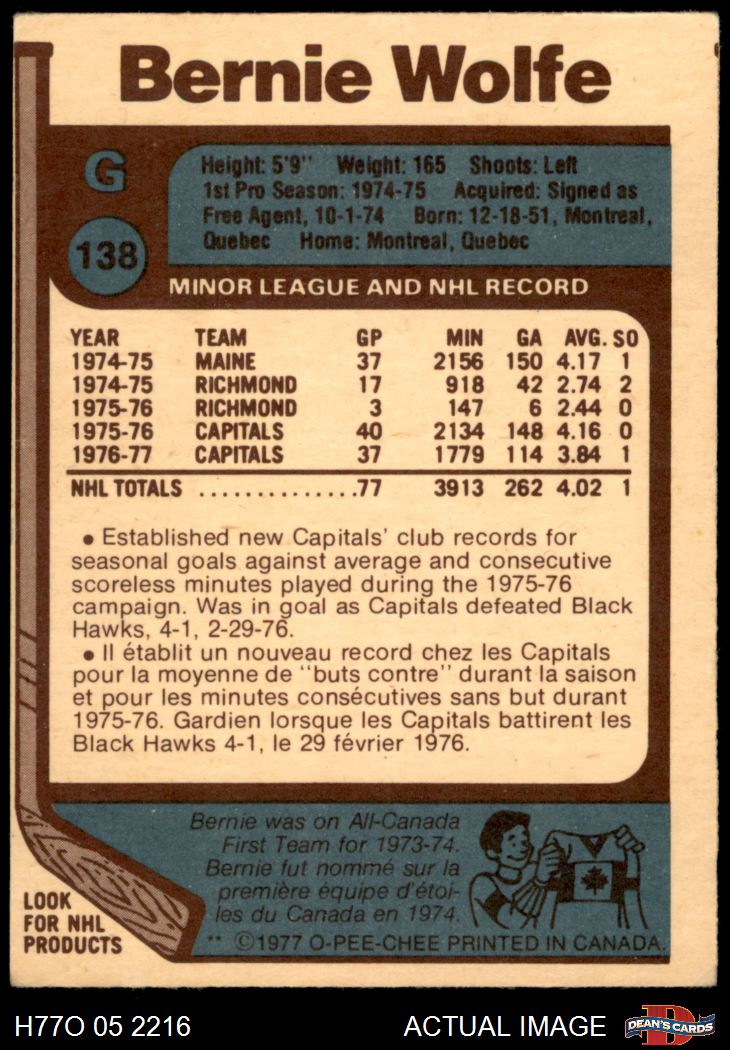 Bernie Wolfe
G
138
Height: 5'9" Weight: 165 Shoots: Left
1st Pro Season: 1974-75 Acquired: Signed as
Free Agent, 10-1-74 Born: 12-18-51, Montreal,
Quebec Home: Montreal, Quebec
MINOR LEAGUE AND NHL RECORD
YEAR TEAM GP MIN GA AVG. SO
1974-75 MAINE 37 2156 150 4.17 1
1974-75 RICHMOND 17 918 42 2.74 2
1975-76 RICHMOND 3 147 6 2.44 0
1975-76 CAPITALS 40 2134 148 4.16 0
1976-77 CAPITALS 37 1779 114 3.84 1
NHL TOTALS ..............77 3913 262 4.02 1
• Established new Capitals' club records for
seasonal goals against average and consecutive
scoreless minutes played during the 1975-76
campaign. Was in goal as Capitals defeated Black
Hawks, 4-1, 2-29-76.
• Il établit un nouveau record chez les Capitals
pour la moyenne de "buts contre" durant la saison
et pour les minutes consécutives sans but durant
1975-76. Gardien lorsque les Capitals battirent les
Black Hawks 4-1, le 29 février 1976.
Bernie was on All-Canada
First Team for 1973-74.
Bernie fut nommé sur la
première équipe d'étoi-
les du Canada en 1974.
LOOK
FOR NHL
PRODUCTS
** ©1977 O-PEE-CHEE PRINTED IN CANADA.
H77O 05 2216 ACTUAL IMAGE
D
DEAN'S CARDS